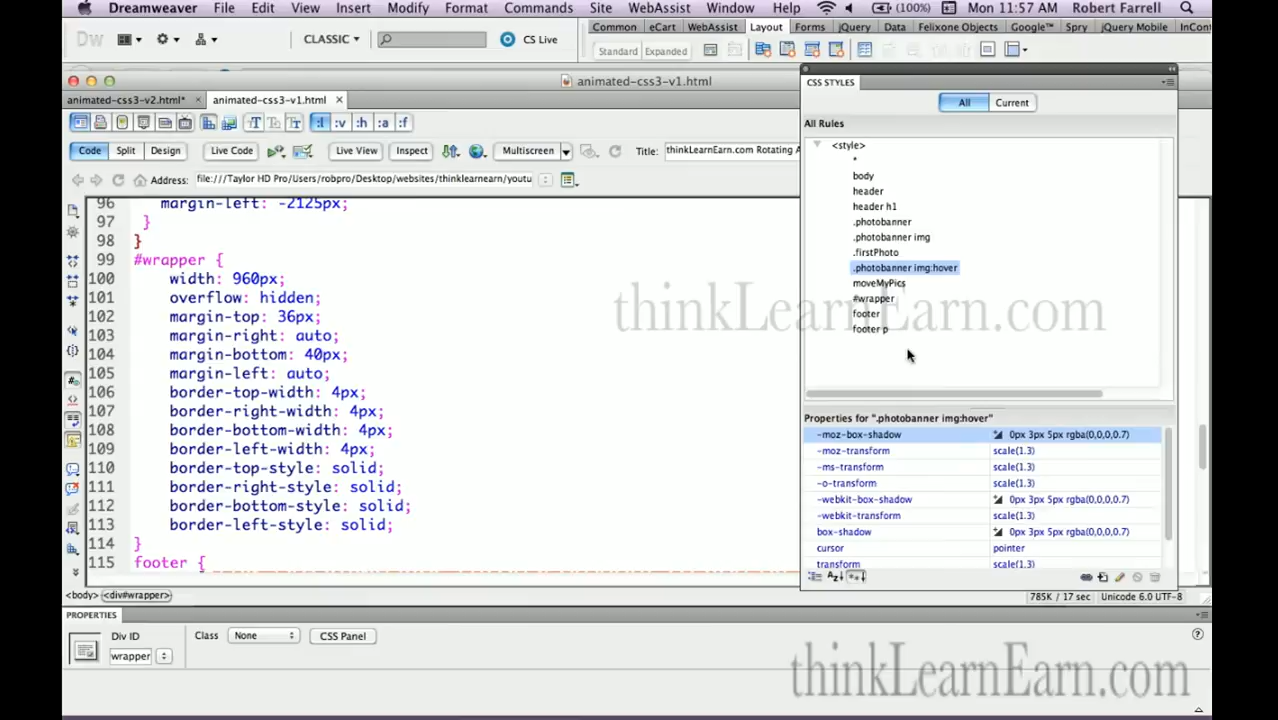 Dreamweaver File Edit View Insert Modify Format Commands Site WebAssist Window Help (100%) Mon 11:57 AM Robert Farrell
Common eCart WebAssist Layout Forms jQuery Data Felixone Objects Google™ Spry jQuery Mobile InCont
Dw CLASSIC CS Live
Standard Expanded
animated-css3-v1.html
CSS STYLES
animated-css3-v2.html* × animated-css3-v1.html ×
All Current
All Rules
Code Split Design Live Code Live View Inspect Multiscreen Title: thinkLearnEarn.com Rotating A
Address: file:///Taylor HD Pro/Users/robpro/Desktop/websites/thinklearnearn/youtu
<style>
*
body
header
header h1
.photobanner
.photobanner img
.firstPhoto
.photobanner img:hover
moveMyPics
#wrapper
footer
footer p
96 margin-left: -2125px;
97 }
98 }
99 #wrapper {
100 width: 960px;
101 overflow: hidden;
102 margin-top: 36px;
103 margin-right: auto;
104 margin-bottom: 40px;
105 margin-left: auto;
106 border-top-width: 4px;
107 border-right-width: 4px;
108 border-bottom-width: 4px;
109 border-left-width: 4px;
110 border-top-style: solid;
111 border-right-style: solid;
112 border-bottom-style: solid;
113 border-left-style: solid;
114 }
115 footer {
thinkLearnEarn.com
Properties for ".photobanner img:hover"
-moz-box-shadow 0px 3px 5px rgba(0,0,0,0.7)
-moz-transform scale(1.3)
-ms-transform scale(1.3)
-o-transform scale(1.3)
-webkit-box-shadow 0px 3px 5px rgba(0,0,0,0.7)
-webkit-transform scale(1.3)
box-shadow 0px 3px 5px rgba(0,0,0,0.7)
cursor pointer
transform scale(1.3)
<body> <div#wrapper> 785K / 17 sec Unicode 6.0 UTF-8
PROPERTIES
Div ID Class None CSS Panel
wrapper
thinkLearnEarn.com